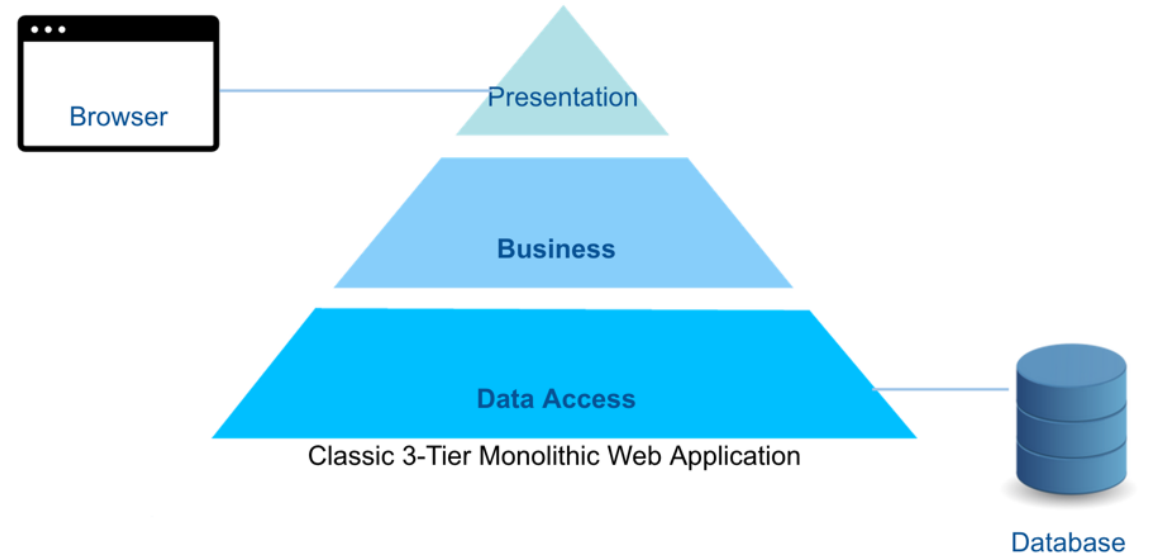 Browser
Presentation
Business
Data Access
Classic 3-Tier Monolithic Web Application
Database